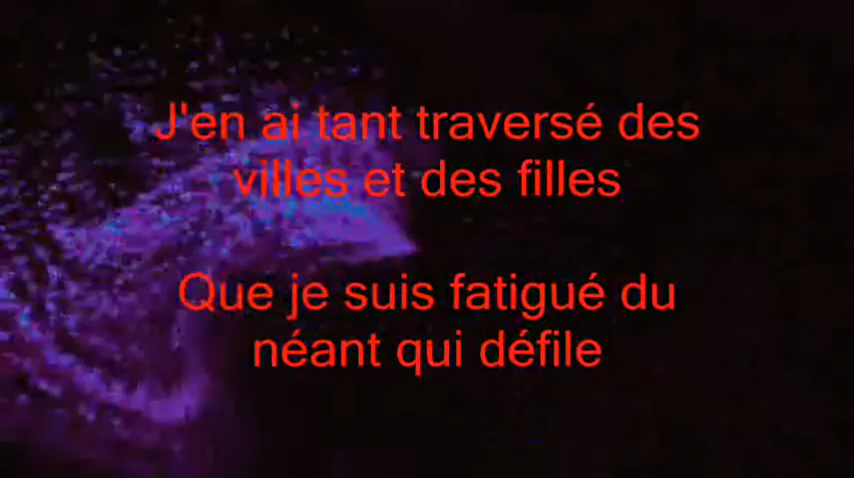 J'en ai tant traversé des
villes et des filles
Que je suis fatigué du
néant qui défile